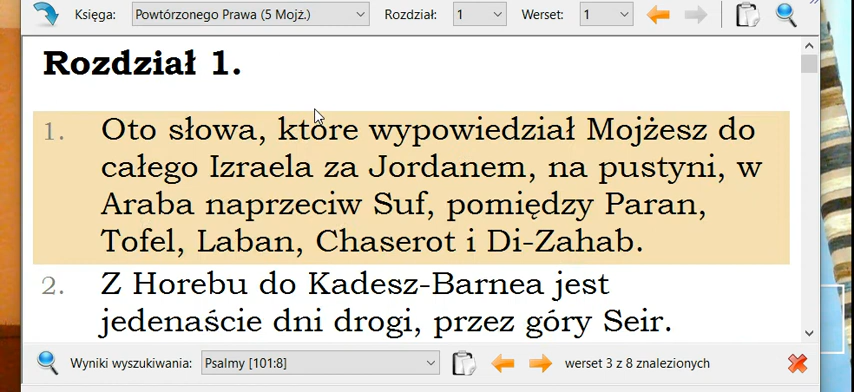 Księga: Powtórzonego Prawa (5 Mojż.) Rozdział: 1 Werset: 1
Rozdział 1.
1. Oto słowa, które wypowiedział Mojżesz do
całego Izraela za Jordanem, na pustyni, w
Araba naprzeciw Suf, pomiędzy Paran,
Tofel, Laban, Chaserot i Di-Zahab.
2. Z Horebu do Kadesz-Barnea jest
jedenaście dni drogi, przez góry Seir.
Wyniki wyszukiwania: Psalmy [101:8] werset 3 z 8 znalezionych